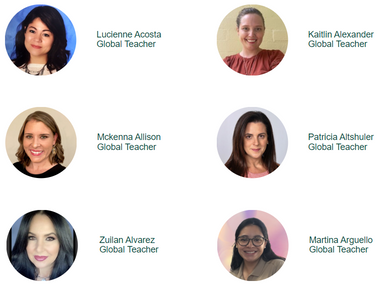 Lucienne Acosta
Global Teacher
Kaitlin Alexander
Global Teacher
Mckenna Allison
Global Teacher
Patricia Altshuler
Global Teacher
Zuilan Alvarez
Global Teacher
Martina Arguello
Global Teacher